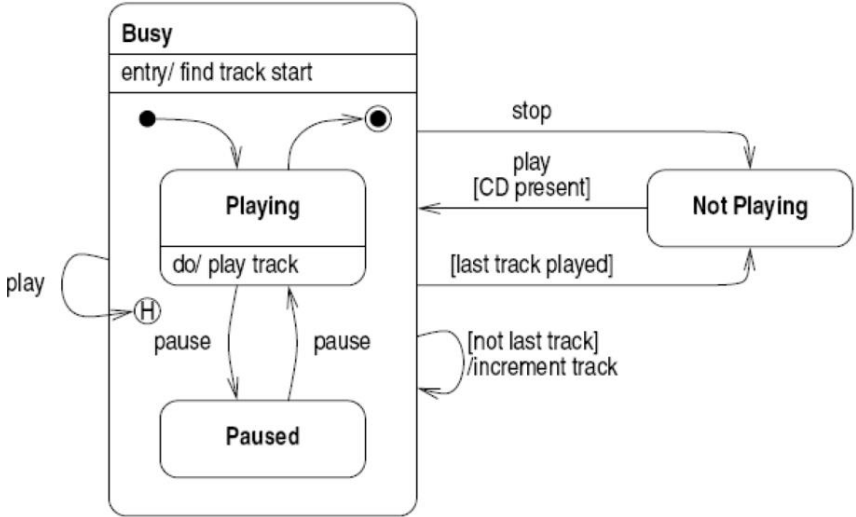 Busy
entry/ find track start
stop
play
[CD present]
Playing
Not Playing
do/ play track
[last track played]
play
H
pause
pause
[not last track]
/increment track
Paused